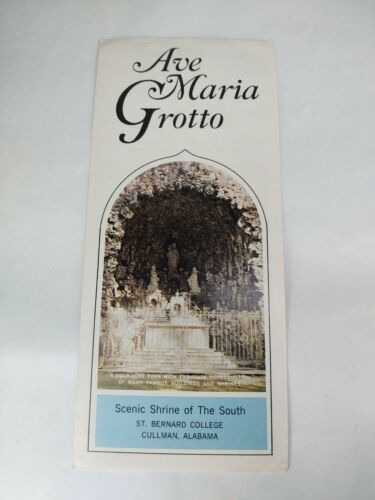 Ave
Maria
Grotto
A FOUR ACRE PARK WITH EXQUISITE REPRODUCTIONS
OF MANY FAMOUS BUILDINGS AND SHRINES
Scenic Shrine of The South
ST. BERNARD COLLEGE
CULLMAN, ALABAMA